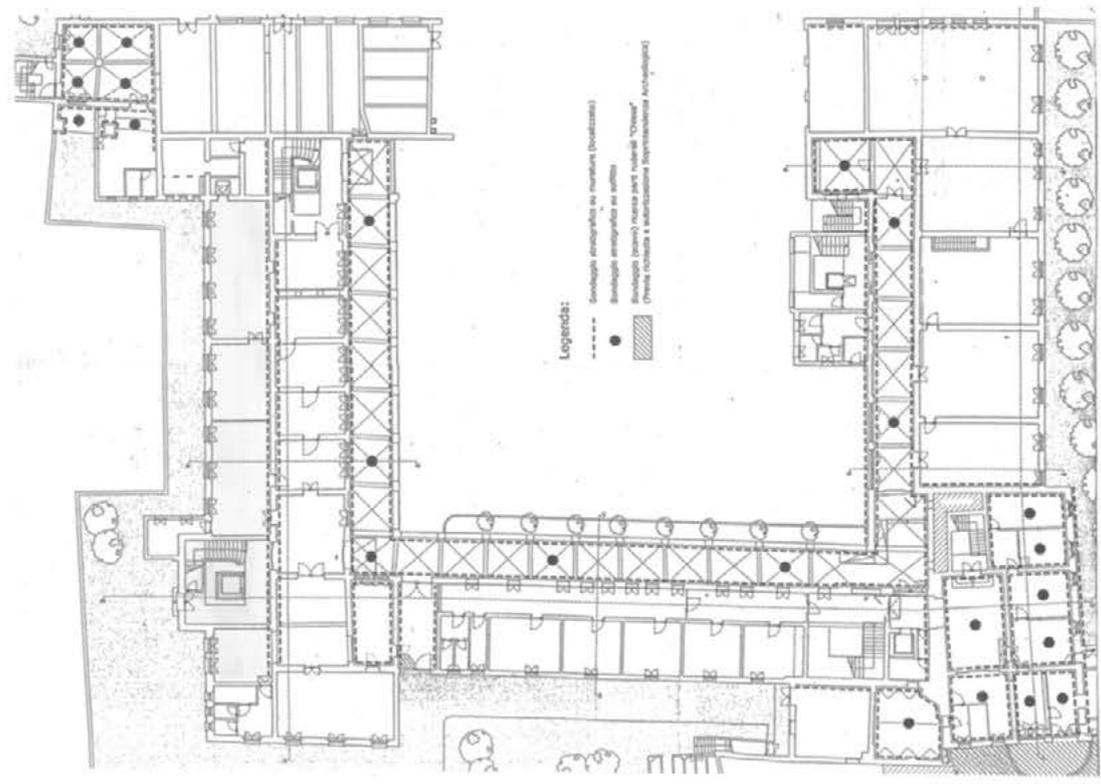 Legenda:
Sondaggio stratigrafico su murature (localizzato)
Sondaggio stratigrafico su soffitto
Sondaggio (scavo) ricerca parti ruderali "Chiesa"
(Previa richiesta e autorizzazione Soprintendenza Archeologica)